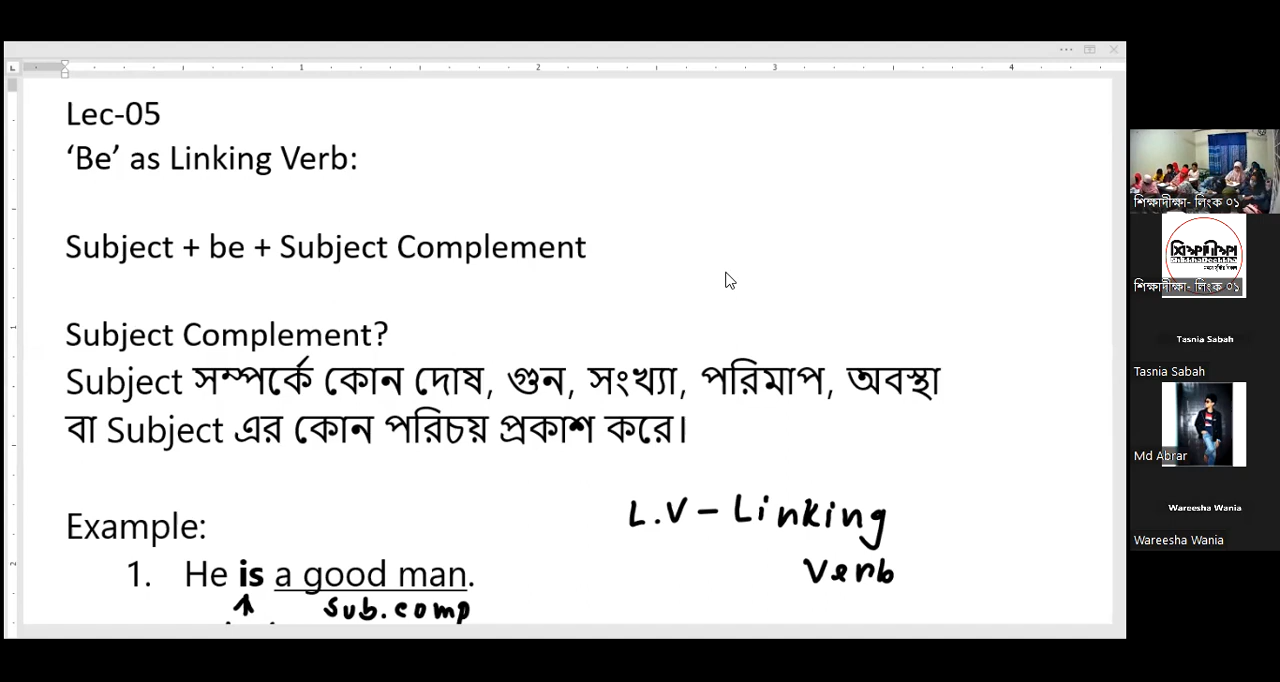 Lec-05
‘Be’ as Linking Verb:
Subject + be + Subject Complement
Subject Complement?
Subject সম্পর্কে কোন দোষ, গুন, সংখ্যা, পরিমাপ, অবস্থা
বা Subject এর কোন পরিচয় প্রকাশ করে।
Example:
L.V – Linking
Verb
1. He is a good man.
sub.comp
শিক্ষাদীক্ষা- লিংক ০১
শিক্ষাদীক্ষা- লিংক ০১
Tasnia Sabah
Tasnia Sabah
Md Abrar
Wareesha Wania
Wareesha Wania